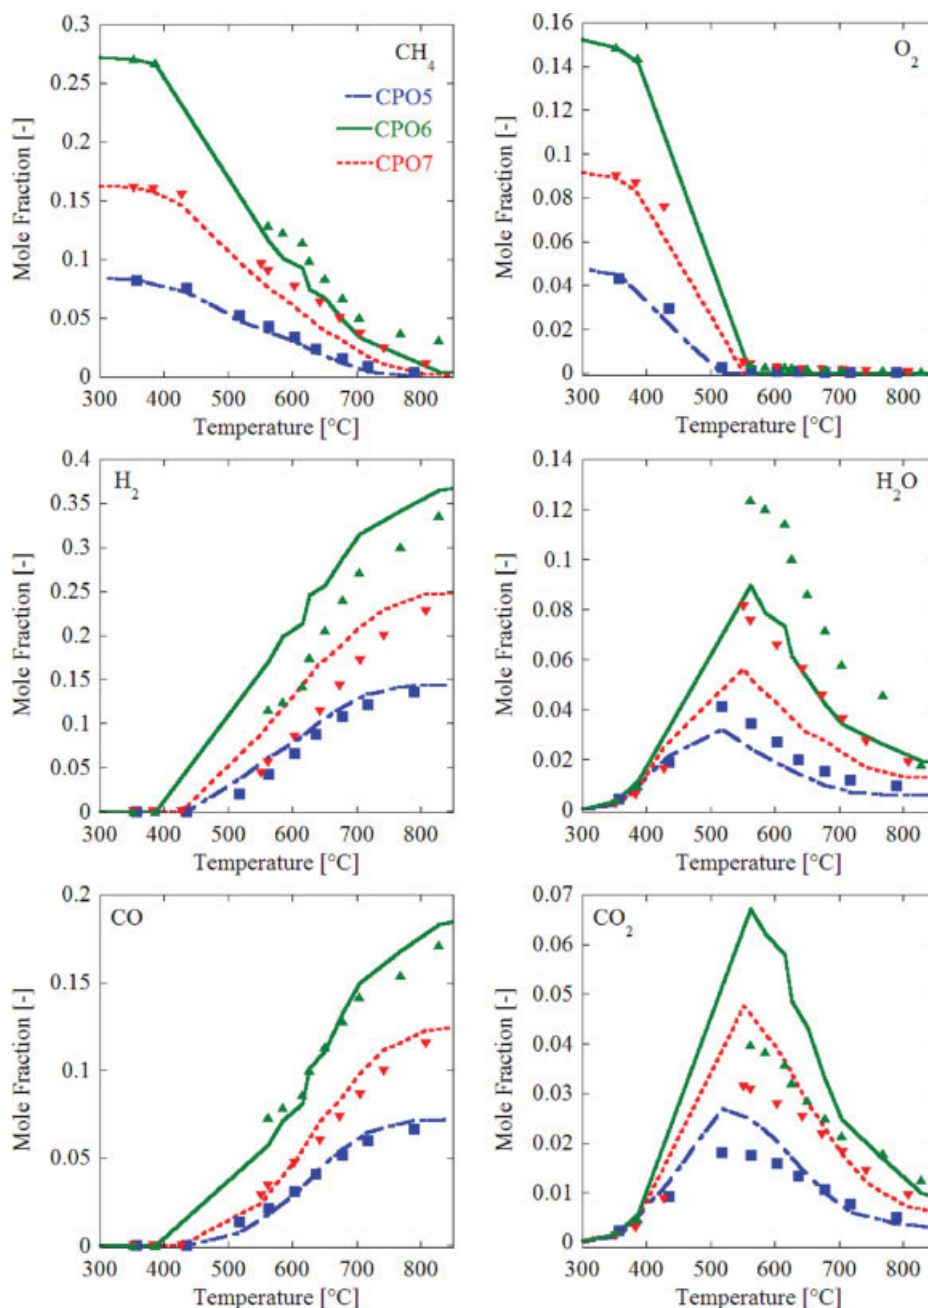 0.3
0.25
0.2
0.15
0.1
0.05
0
Mole Fraction [-]
CH4
CPO5
CPO6
CPO7
300 400 500 600 700 800
Temperature [°C]
0.16
0.14
0.12
0.1
0.08
0.06
0.04
0.02
0
Mole Fraction [-]
O2
300 400 500 600 700 800
Temperature [°C]
0.4
0.35
0.3
0.25
0.2
0.15
0.1
0.05
0
Mole Fraction [-]
H2
300 400 500 600 700 800
Temperature [°C]
0.14
0.12
0.1
0.08
0.06
0.04
0.02
0
Mole Fraction [-]
H2O
300 400 500 600 700 800
Temperature [°C]
0.2
0.15
0.1
0.05
0
Mole Fraction [-]
CO
300 400 500 600 700 800
Temperature [°C]
0.07
0.06
0.05
0.04
0.03
0.02
0.01
0
Mole Fraction [-]
CO2
300 400 500 600 700 800
Temperature [°C]